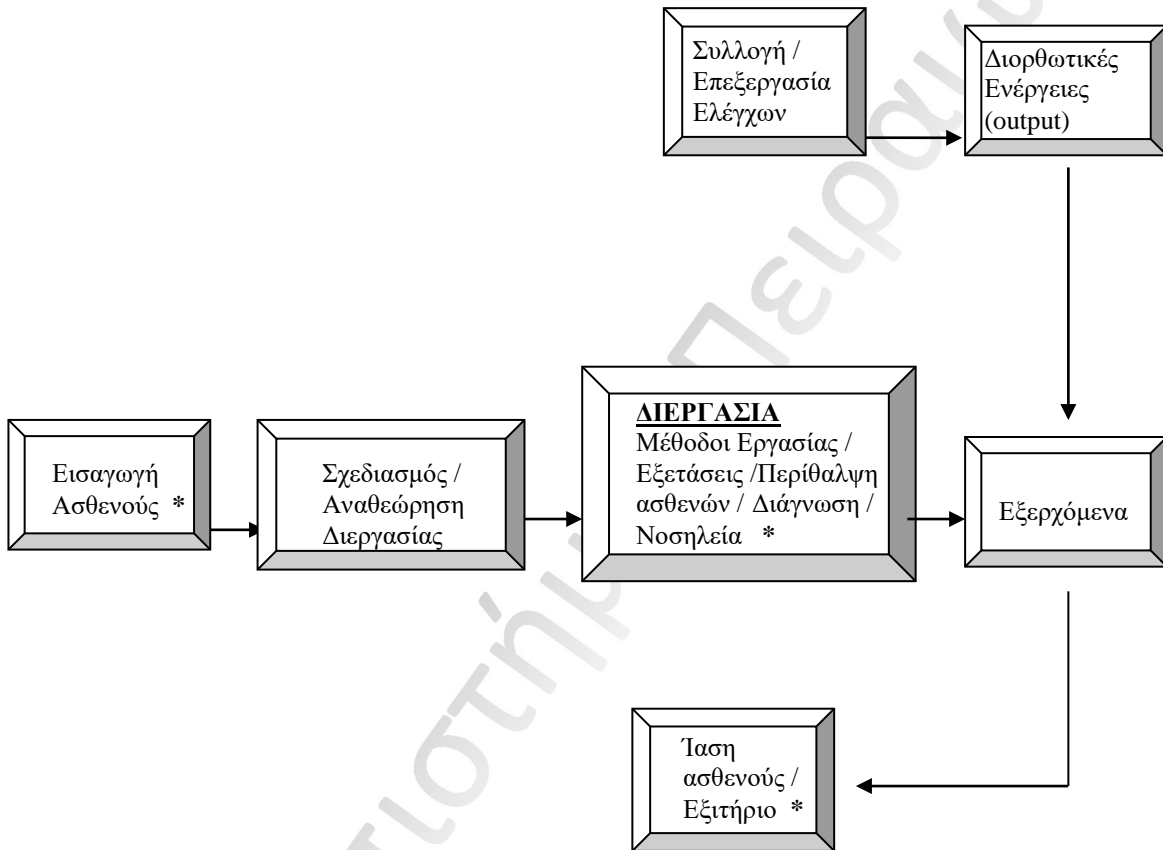 Συλλογή /
Επεξεργασία
Ελέγχων
Διορθωτικές
Ενέργειες
(output)
Εισαγωγή
Ασθενούς *
Σχεδιασμός /
Αναθεώρηση
Διεργασίας
ΔΙΕΡΓΑΣΙΑ
Μέθοδοι Εργασίας /
Εξετάσεις /Περίθαλψη
ασθενών / Διάγνωση /
Νοσηλεία *
Εξερχόμενα
Ίαση
ασθενούς /
Εξιτήριο *